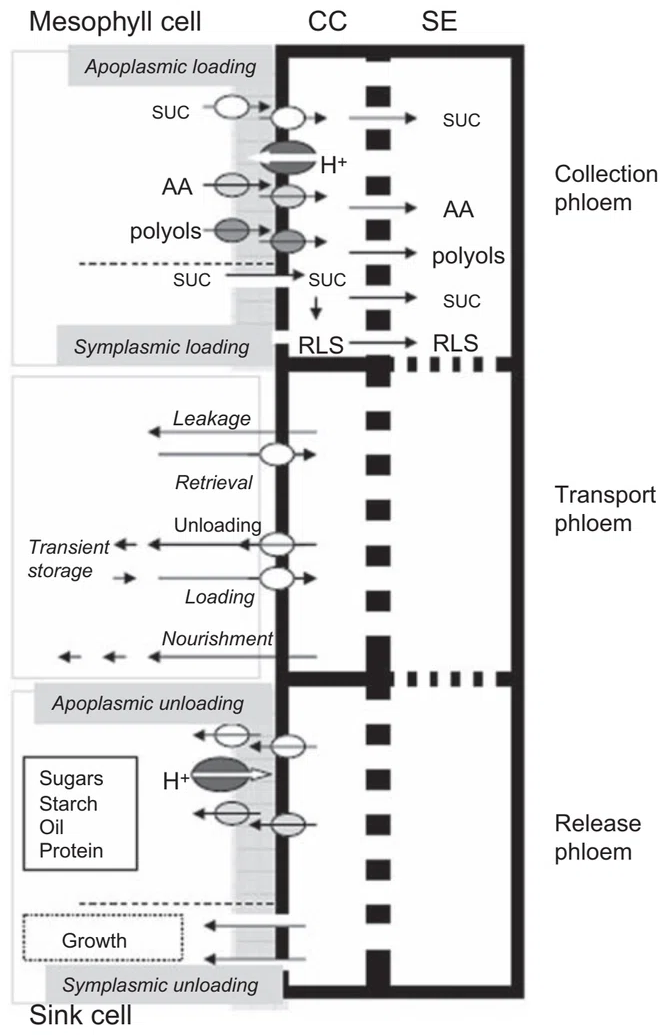 Mesophyll cell CC SE
Apoplasmic loading
SUC SUC
H+
AA AA
polyols polyols
SUC SUC SUC
Symplasmic loading RLS RLS
Collection
phloem
Leakage
Retrieval
Unloading
Transient
storage
Loading
Nourishment
Transport
phloem
Apoplasmic unloading
H+
Sugars
Starch
Oil
Protein
Release
phloem
Growth
Symplasmic unloading
Sink cell